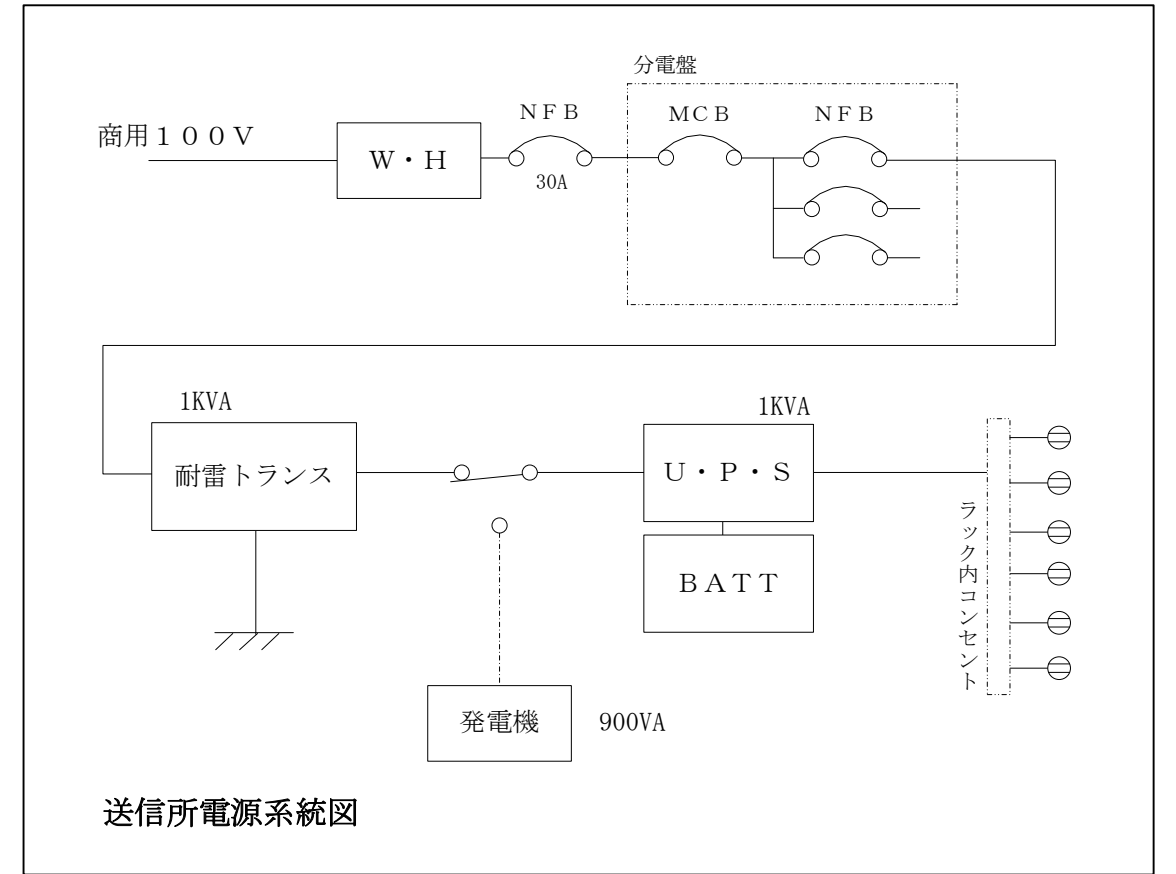 分電盤
商用１００Ｖ
Ｗ・Ｈ
ＮＦＢ
30A
ＭＣＢ
ＮＦＢ
1KVA
耐雷トランス
1KVA
Ｕ・Ｐ・Ｓ
ＢＡＴＴ
ラック内コンセント
発電機
900VA
送信所電源系統図